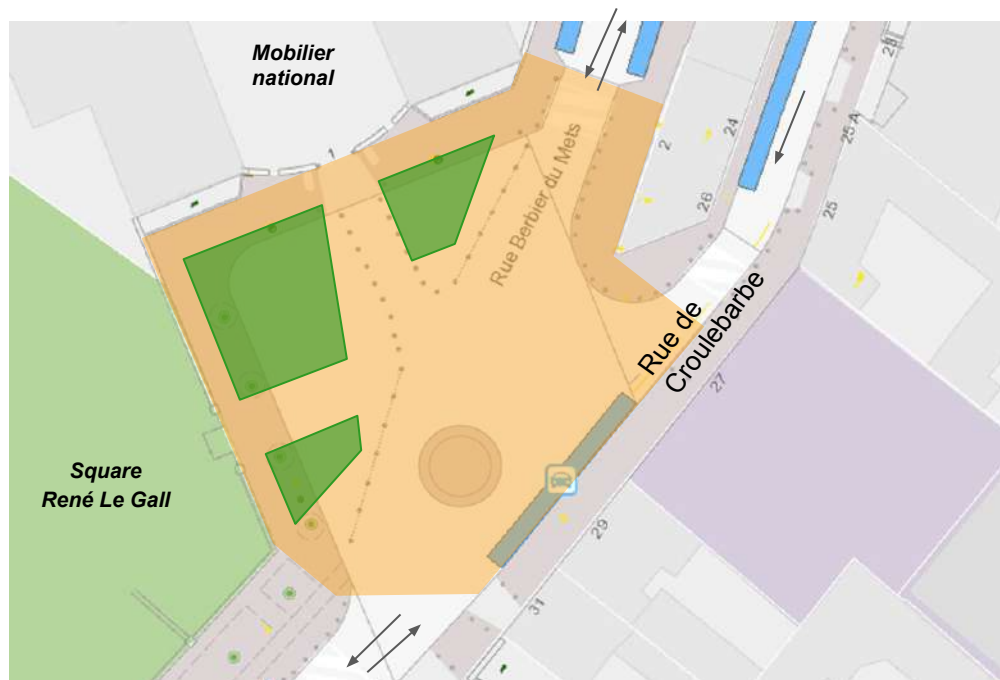 Mobilier
national
1
Rue Berbier du Mets
2
24
26
23
25 A
25
Rue de
Croulebarbe
27
29
31
Square
René Le Gall